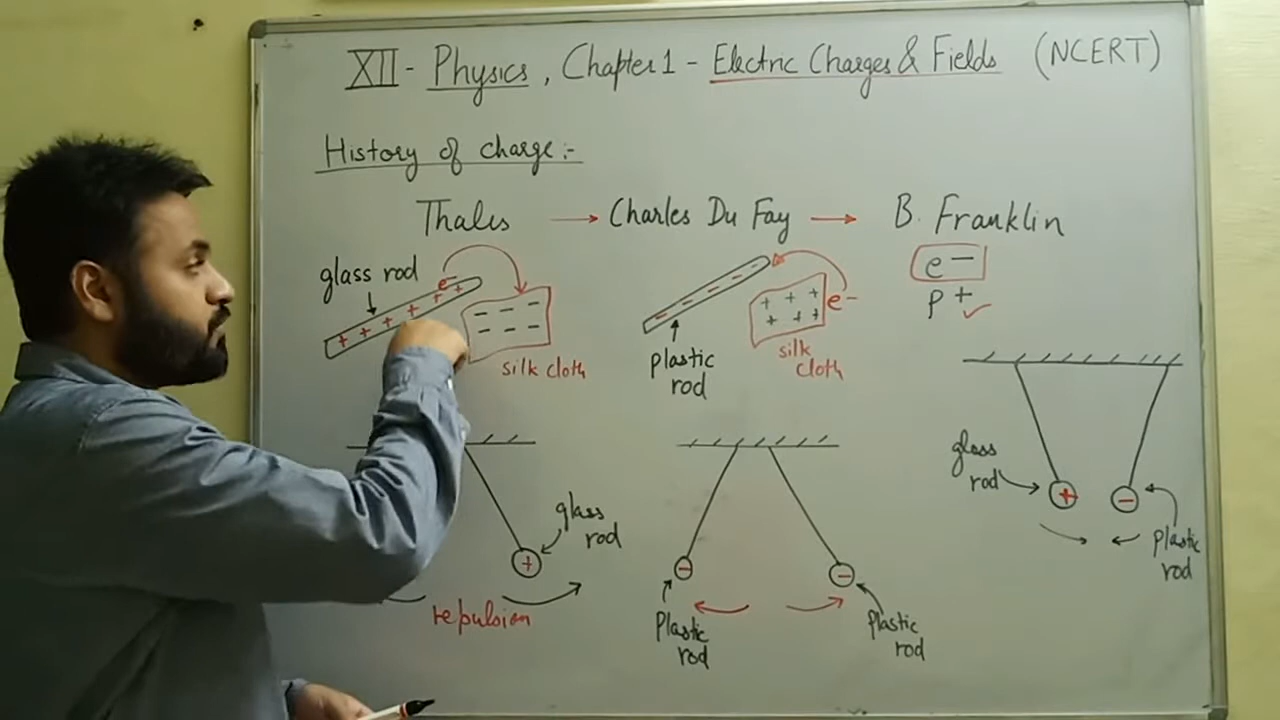 XII - Physics, Chapter 1 - Electric Charges & Fields (NCERT)
History of charge :-
Thales → Charles Du Fay → B. Franklin
glass rod
e-
+ + + + + +
- - -
- - -
silk cloth
- - - -
plastic
rod
+ + +
+ + +
e-
silk
cloth
e-
p+ ✓
glass
rod
+
repulsion
-
-
Plastic
rod
plastic
rod
glass
rod
+
-
plastic
rod